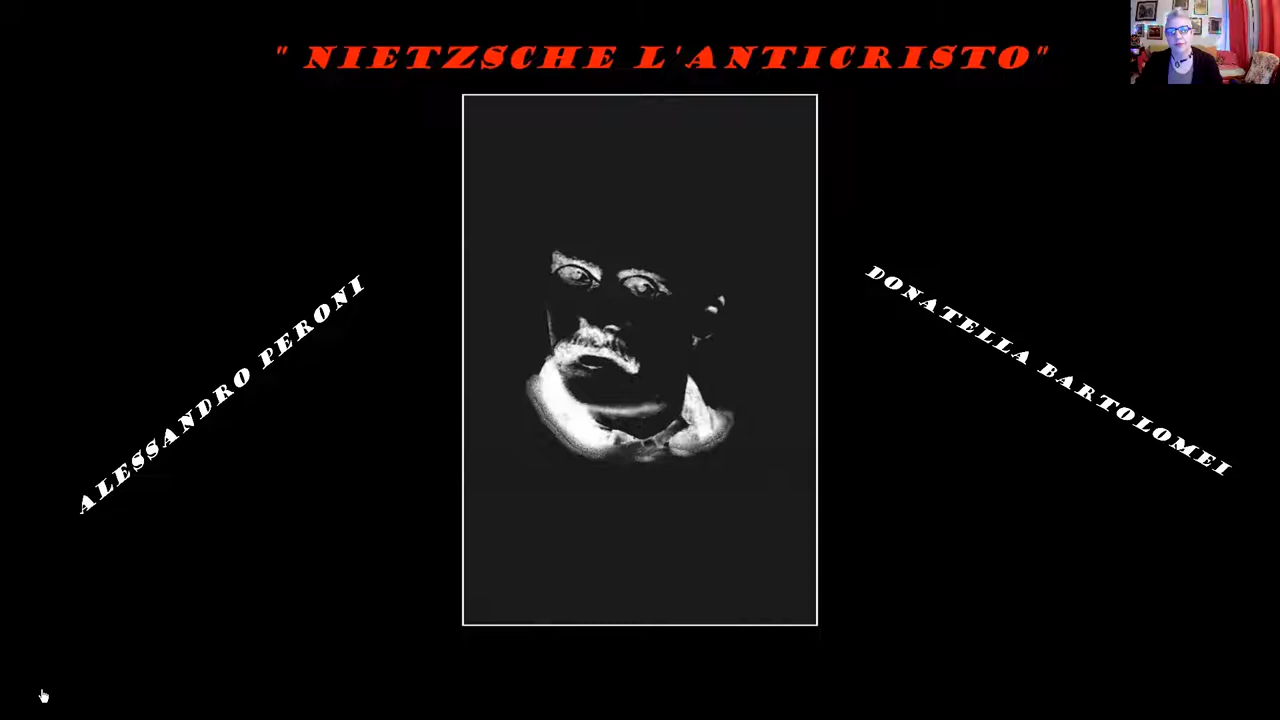 " NIETZSCHE L'ANTICRISTO"
ALESSANDRO PERONI
DONATELLA BARTOLOMEI